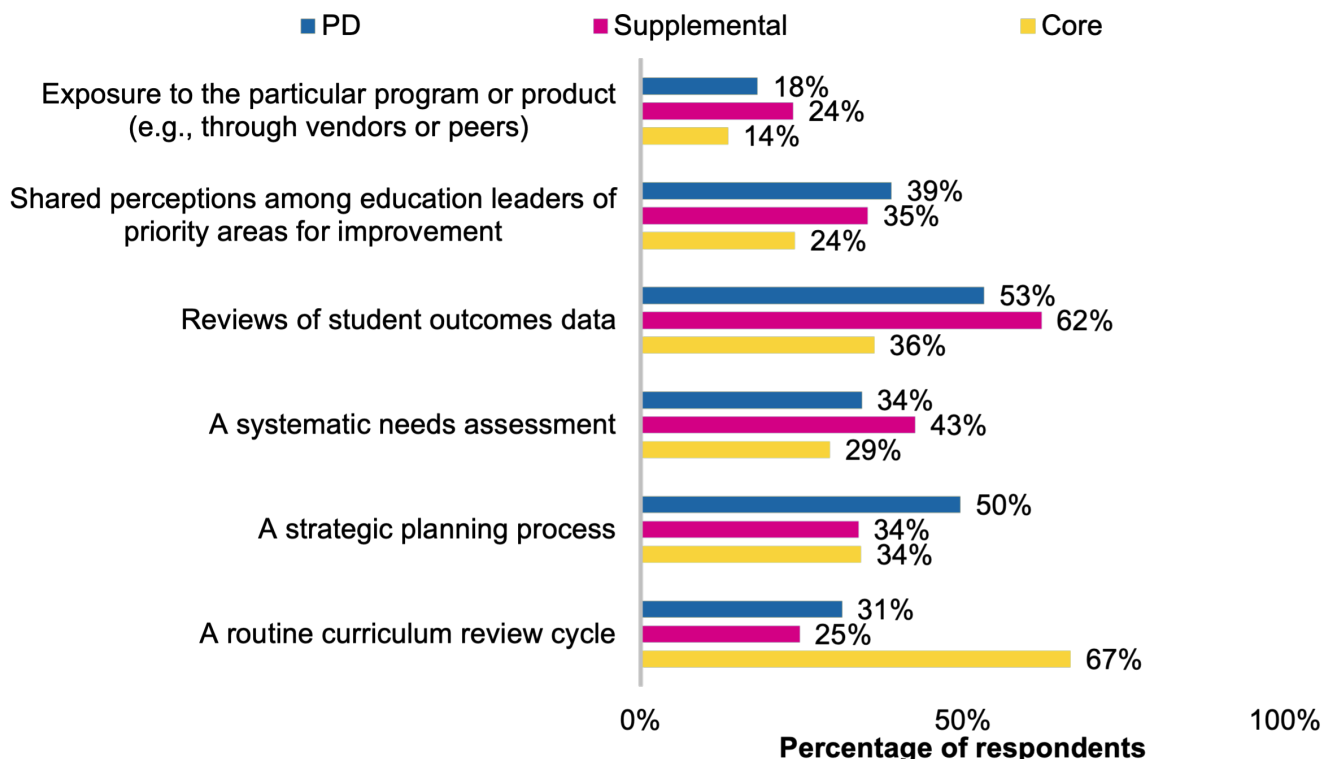 PD Supplemental Core
Exposure to the particular program or product
(e.g., through vendors or peers)
18%
24%
14%
Shared perceptions among education leaders of
priority areas for improvement
39%
35%
24%
Reviews of student outcomes data
53%
62%
36%
A systematic needs assessment
34%
43%
29%
A strategic planning process
50%
34%
34%
A routine curriculum review cycle
31%
25%
67%
0% 50% 100%
Percentage of respondents